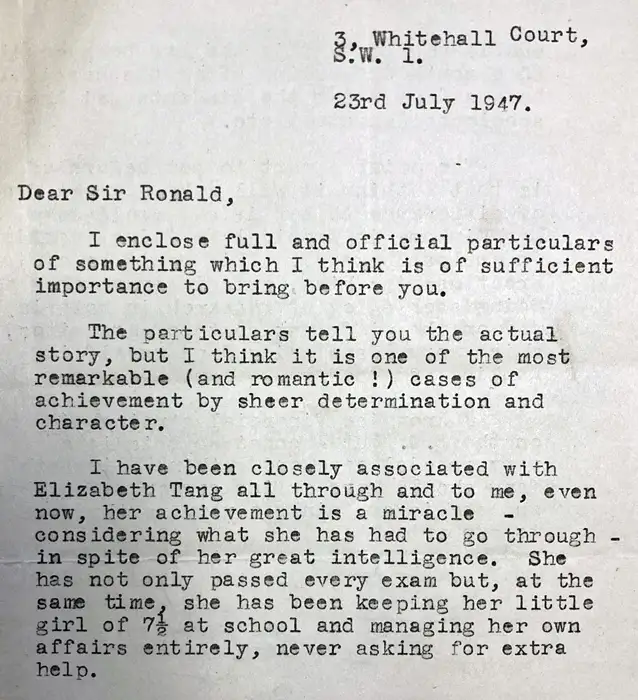 3, Whitehall Court,
S.W. 1.
23rd July 1947.
Dear Sir Ronald,
I enclose full and official particulars
of something which I think is of sufficient
importance to bring before you.
The particulars tell you the actual
story, but I think it is one of the most
remarkable (and romantic !) cases of
achievement by sheer determination and
character.
I have been closely associated with
Elizabeth Tang all through and to me, even
now, her achievement is a miracle -
considering what she has had to go through -
in spite of her great intelligence. She
has not only passed every exam but, at the
same time, she has been keeping her little
girl of 7½ at school and managing her own
affairs entirely, never asking for extra
help.